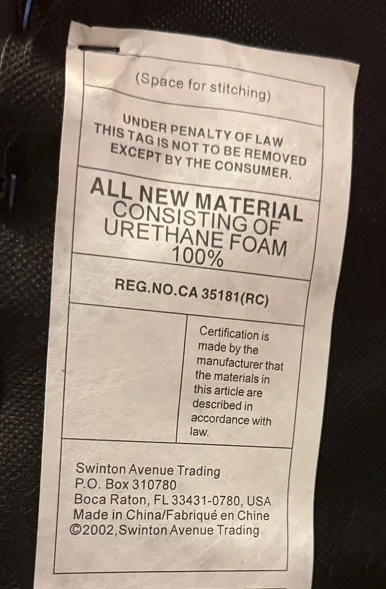 (Space for stitching)
UNDER PENALTY OF LAW
THIS TAG IS NOT TO BE REMOVED
EXCEPT BY THE CONSUMER.
ALL NEW MATERIAL
CONSISTING OF
URETHANE FOAM
100%
REG.NO.CA 35181(RC)
Certification is
made by the
manufacturer that
the materials in
this article are
described in
accordance with
law.
Swinton Avenue Trading
P.O. Box 310780
Boca Raton, FL 33431-0780, USA
Made in China/Fabriqué en Chine
©2002,Swinton Avenue Trading